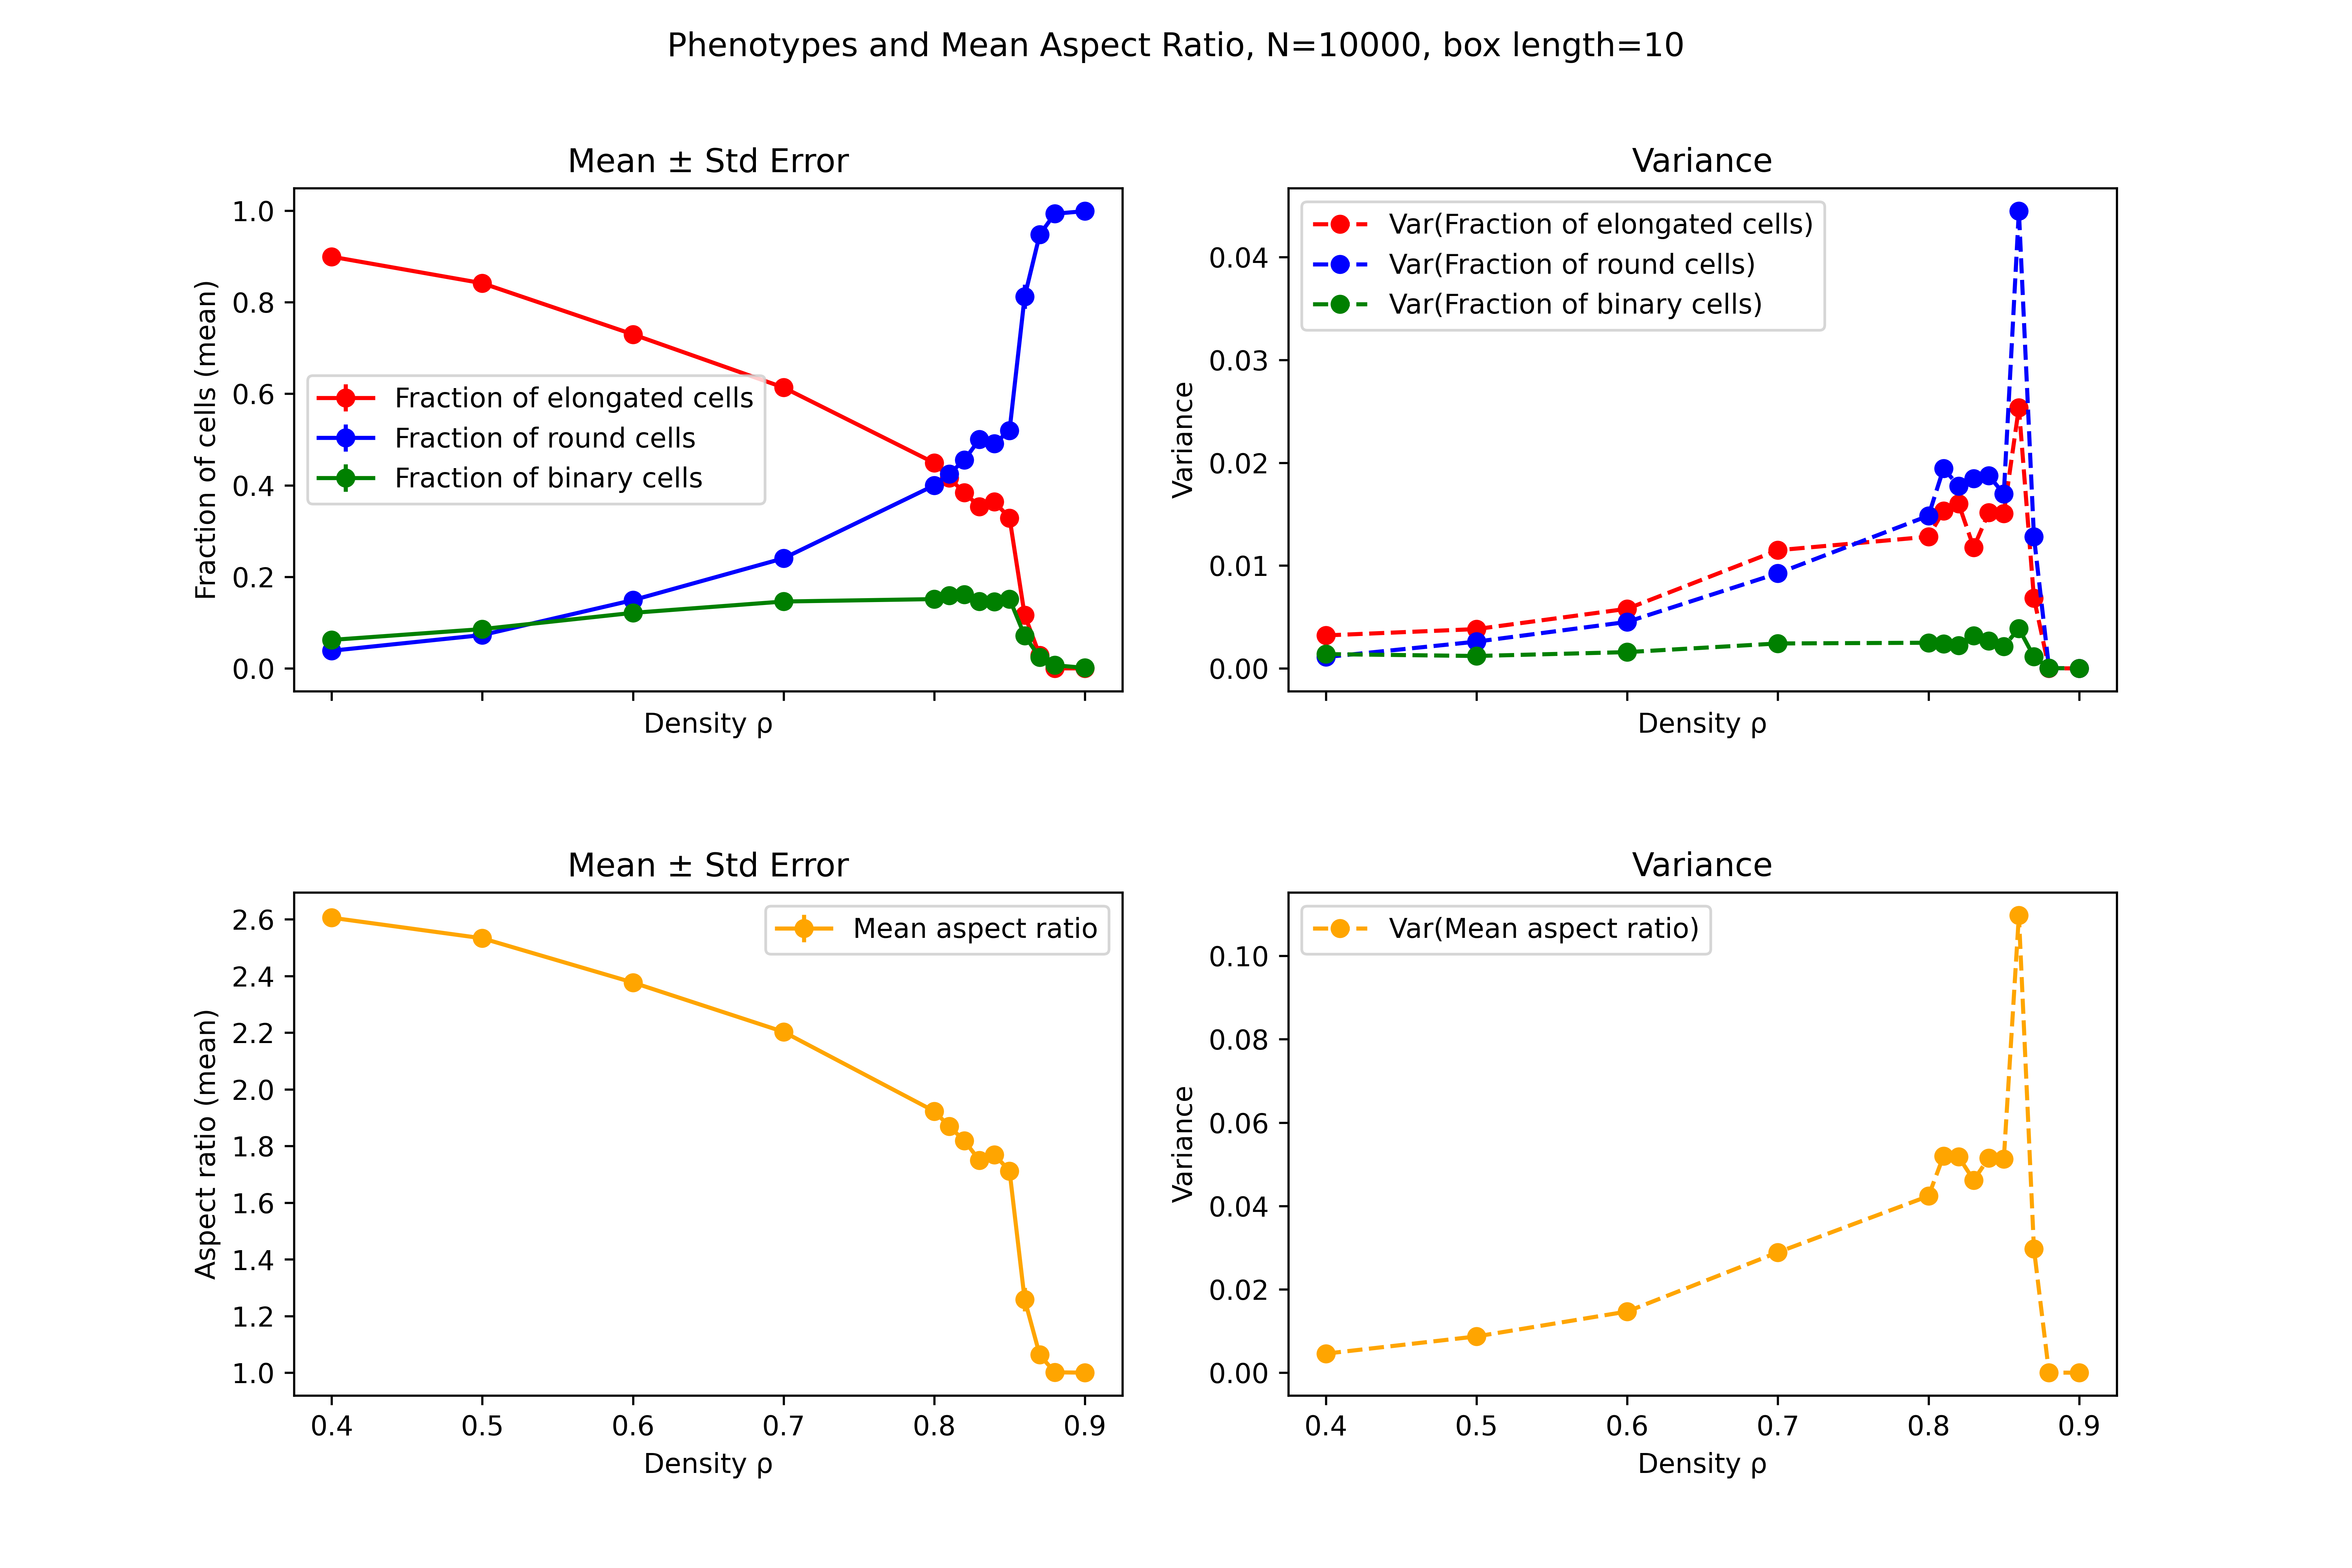 Phenotypes and Mean Aspect Ratio, N=10000, box length=10
Mean ± Std Error
Fraction of cells (mean)
1.0
0.8
0.6
0.4
0.2
0.0
Fraction of elongated cells
Fraction of round cells
Fraction of binary cells
Density ρ
Variance
Variance
0.04
0.03
0.02
0.01
0.00
Var(Fraction of elongated cells)
Var(Fraction of round cells)
Var(Fraction of binary cells)
Density ρ
Mean ± Std Error
Aspect ratio (mean)
2.6
2.4
2.2
2.0
1.8
1.6
1.4
1.2
1.0
Mean aspect ratio
0.4 0.5 0.6 0.7 0.8 0.9
Density ρ
Variance
Variance
0.10
0.08
0.06
0.04
0.02
0.00
Var(Mean aspect ratio)
0.4 0.5 0.6 0.7 0.8 0.9
Density ρ